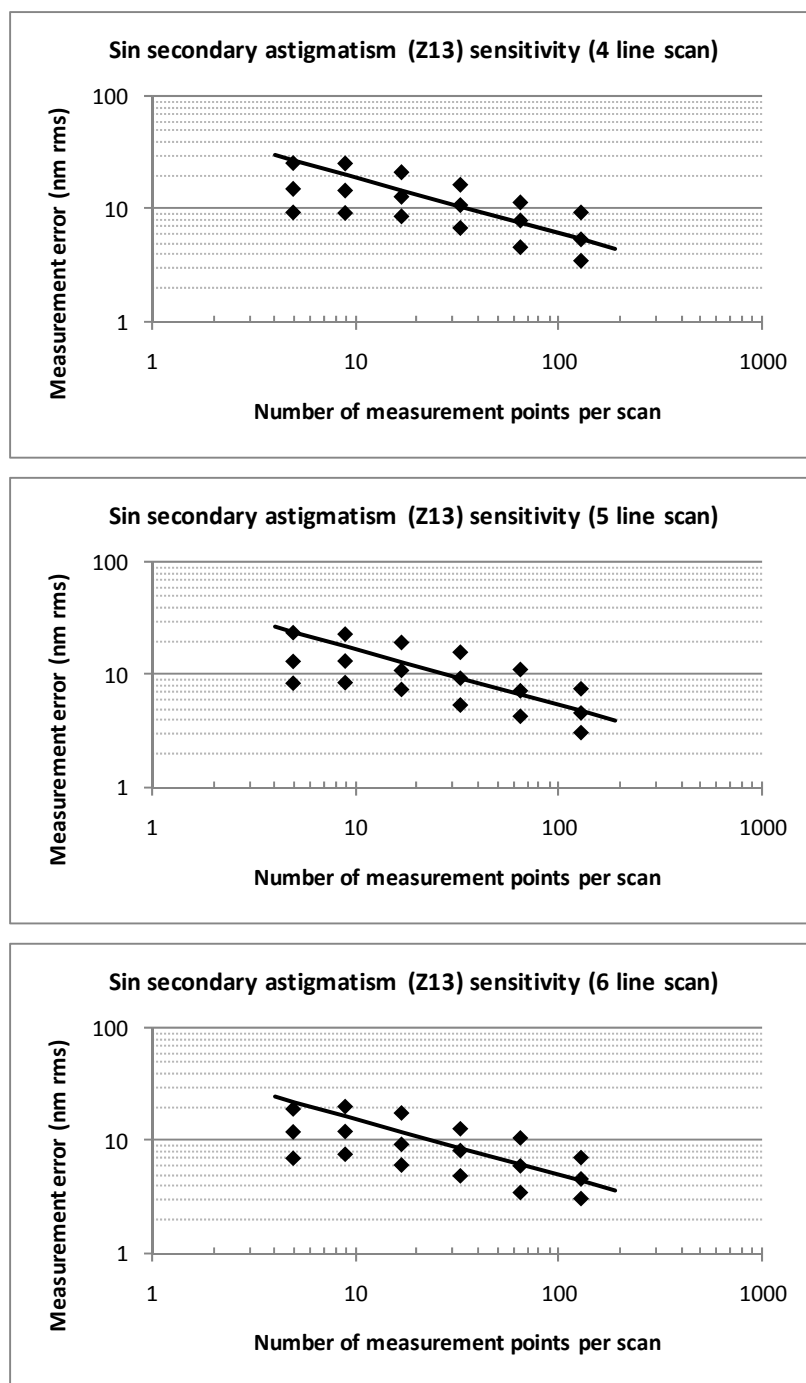 Sin secondary astigmatism (Z13) sensitivity (4 line scan)
Measurement error (nm rms)
100
10
1
1 10 100 1000
Number of measurement points per scan
Sin secondary astigmatism (Z13) sensitivity (5 line scan)
Measurement error (nm rms)
100
10
1
1 10 100 1000
Number of measurement points per scan
Sin secondary astigmatism (Z13) sensitivity (6 line scan)
Measurement error (nm rms)
100
10
1
1 10 100 1000
Number of measurement points per scan